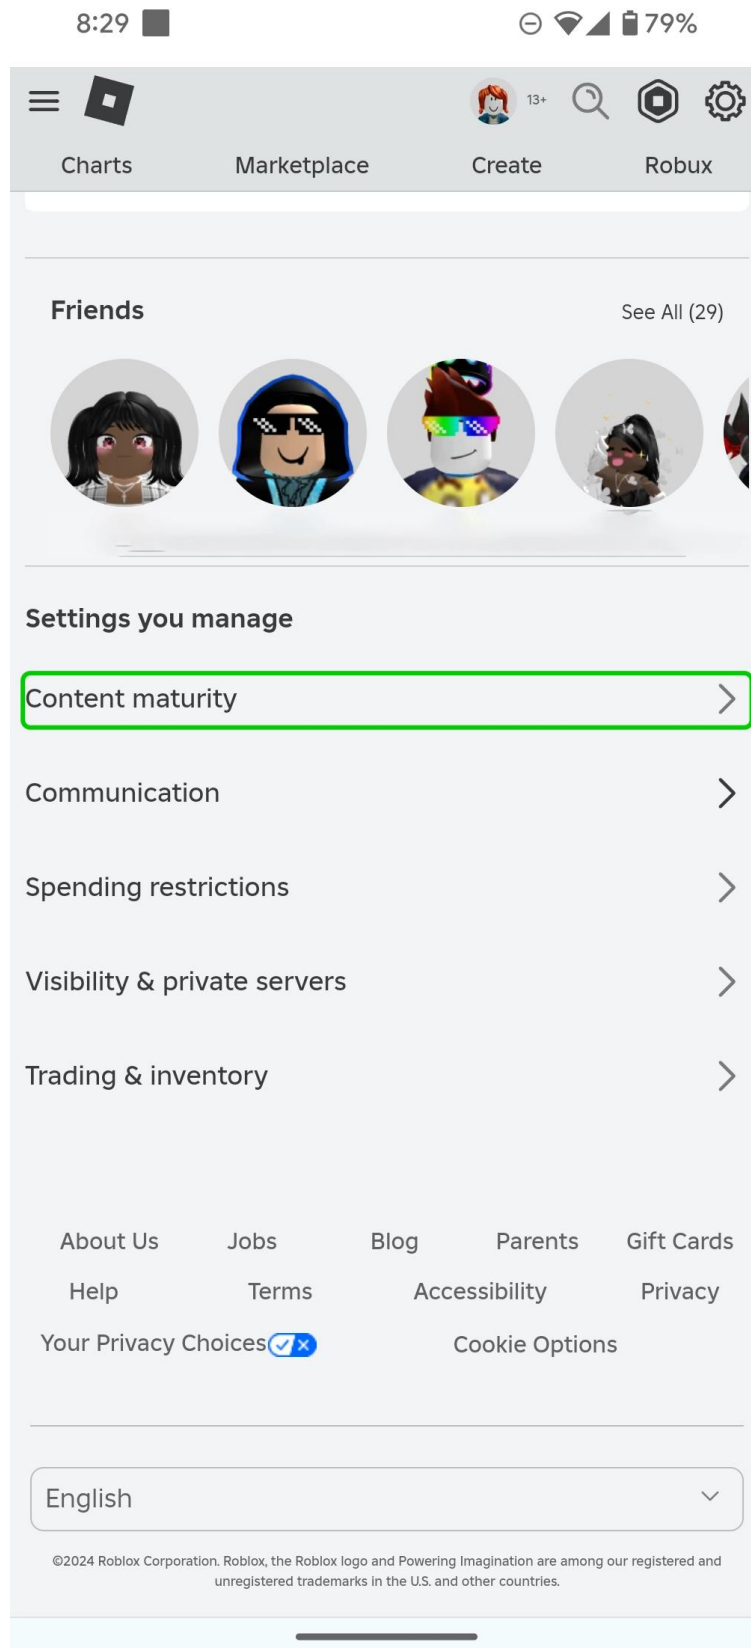 8:29 79%
13+
Charts Marketplace Create Robux
Friends See All (29)
Settings you manage
Content maturity
Communication
Spending restrictions
Visibility & private servers
Trading & inventory
About Us Jobs Blog Parents Gift Cards
Help Terms Accessibility Privacy
Your Privacy Choices Cookie Options
English
©2024 Roblox Corporation. Roblox, the Roblox logo and Powering Imagination are among our registered and
unregistered trademarks in the U.S. and other countries.